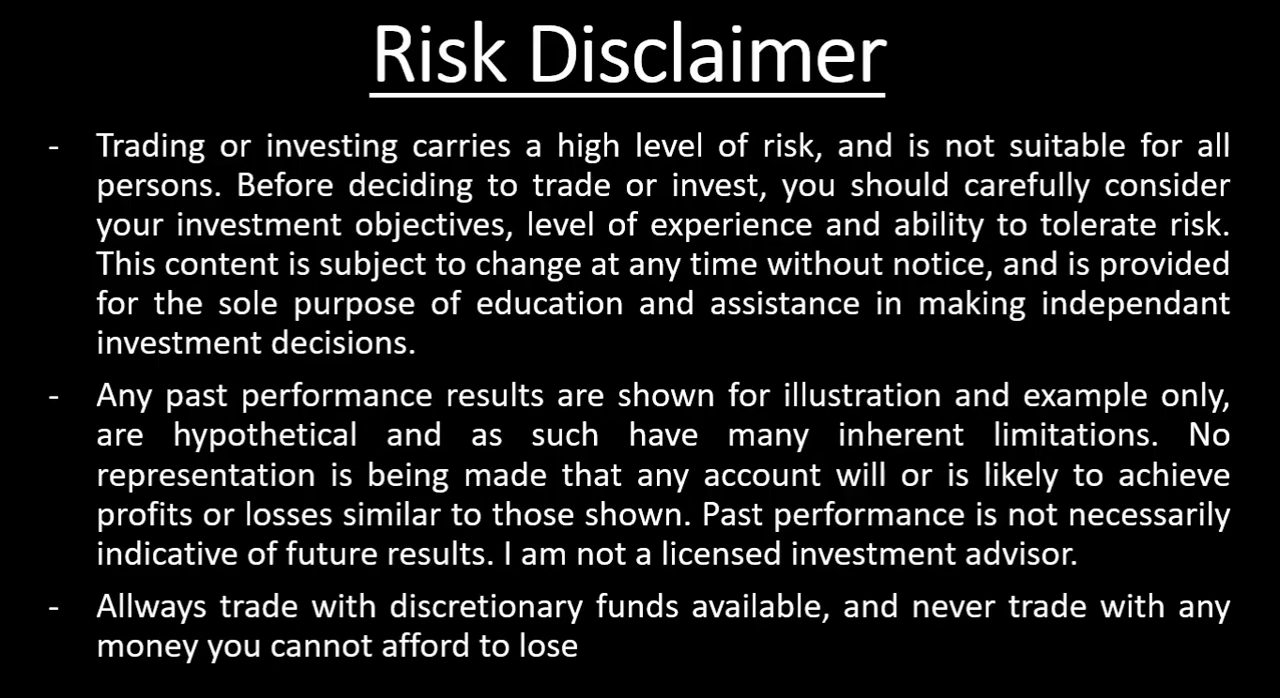 Risk Disclaimer
- Trading or investing carries a high level of risk, and is not suitable for all
persons. Before deciding to trade or invest, you should carefully consider
your investment objectives, level of experience and ability to tolerate risk.
This content is subject to change at any time without notice, and is provided
for the sole purpose of education and assistance in making independant
investment decisions.
- Any past performance results are shown for illustration and example only,
are hypothetical and as such have many inherent limitations. No
representation is being made that any account will or is likely to achieve
profits or losses similar to those shown. Past performance is not necessarily
indicative of future results. I am not a licensed investment advisor.
- Allways trade with discretionary funds available, and never trade with any
money you cannot afford to lose